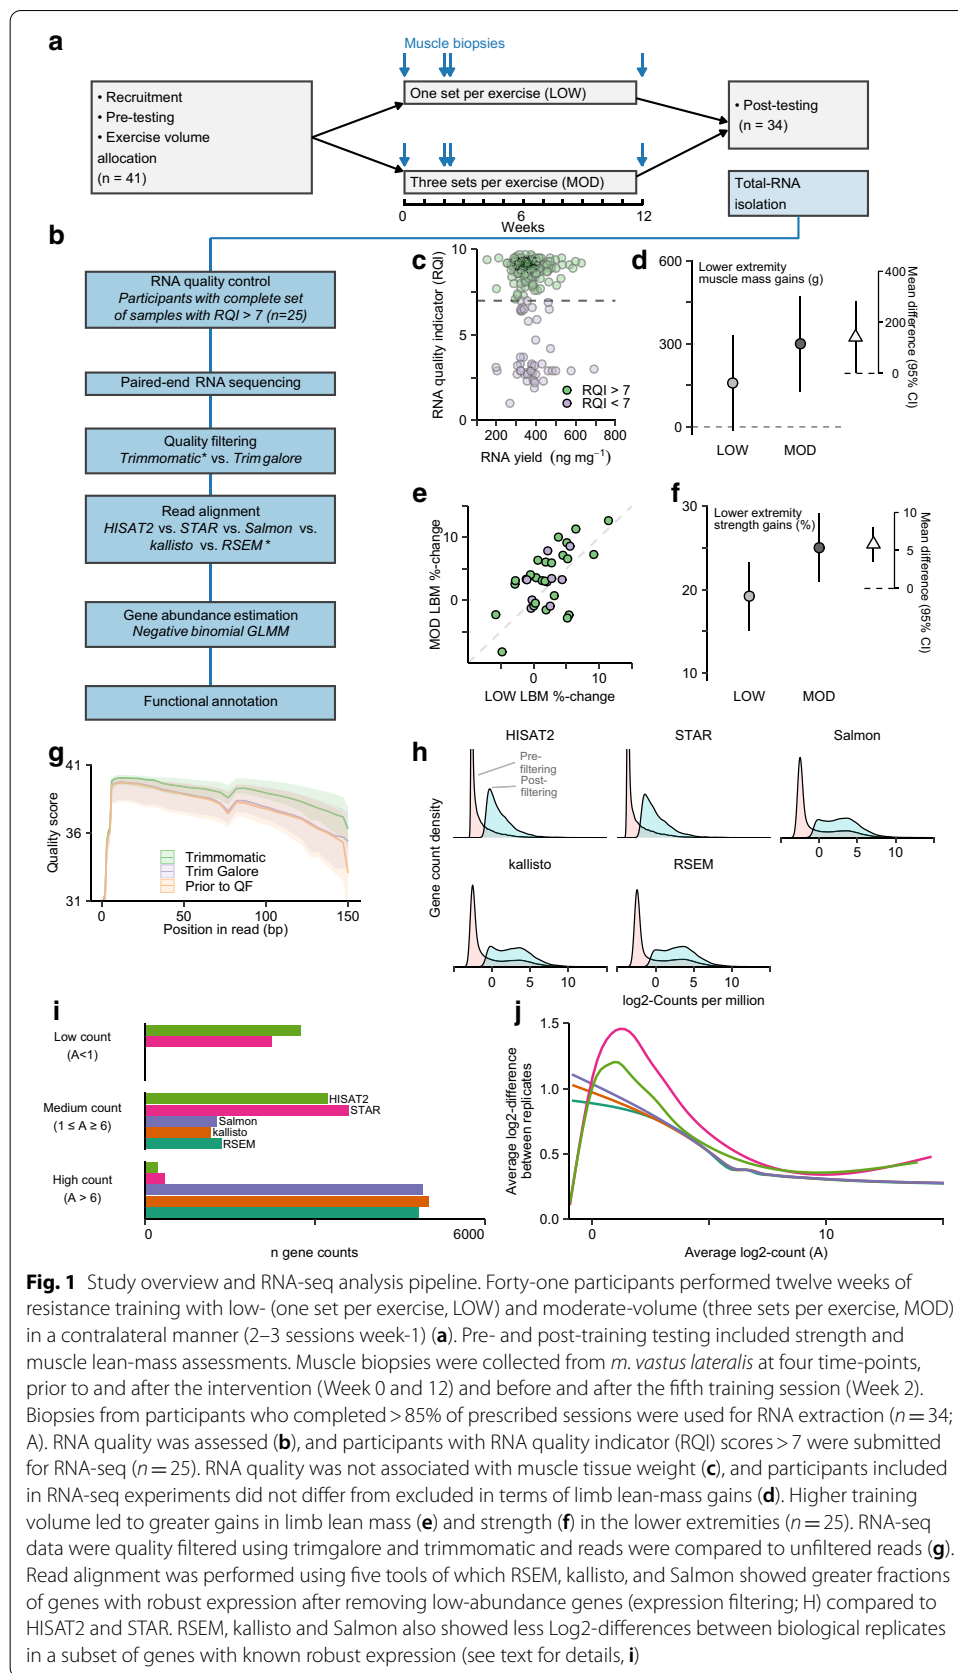 a
Muscle biopsies
• Recruitment
• Pre-testing
• Exercise volume
allocation
(n = 41)
One set per exercise (LOW)
Three sets per exercise (MOD)
0 6 12
Weeks
• Post-testing
(n = 34)
Total-RNA
isolation
b
RNA quality control
Participants with complete set
of samples with RQI > 7 (n=25)
Paired-end RNA sequencing
Quality filtering
Trimmomatic* vs. Trim galore
Read alignment
HISAT2 vs. STAR vs. Salmon vs.
kallisto vs. RSEM *
Gene abundance estimation
Negative binomial GLMM
Functional annotation
c
RNA quality indicator (RQI)
10
5
0
RQI > 7
RQI < 7
200 400 600 800
RNA yield (ng mg⁻¹)
d
Lower extremity
muscle mass gains (g)
600
300
0
LOW MOD
400
200
0
Mean difference (95% CI)
e
MOD LBM %-change
10
0
0 10
LOW LBM %-change
f
Lower extremity
strength gains (%)
30
20
10
LOW MOD
10
5
0
Mean difference (95% CI)
g
Quality score
41
36
31
Trimmomatic
Trim Galore
Prior to QF
0 50 100 150
Position in read (bp)
h
Gene count density
HISAT2 STAR Salmon
Pre-
filtering
Post-
filtering
0 5 10
kallisto RSEM
0 5 10 0 5 10
log2-Counts per million
i
Low count
(A<1)
Medium count
(1 ≤ A ≥ 6)
High count
(A > 6)
HISAT2
STAR
Salmon
kallisto
RSEM
0 6000
n gene counts
j
Average log2-difference
between replicates
1.5
1.0
0.5
0.0
0 10
Average log2-count (A)
Fig. 1 Study overview and RNA-seq analysis pipeline. Forty-one participants performed twelve weeks of
resistance training with low- (one set per exercise, LOW) and moderate-volume (three sets per exercise, MOD)
in a contralateral manner (2–3 sessions week-1) (a). Pre- and post-training testing included strength and
muscle lean-mass assessments. Muscle biopsies were collected from m. vastus lateralis at four time-points,
prior to and after the intervention (Week 0 and 12) and before and after the fifth training session (Week 2).
Biopsies from participants who completed > 85% of prescribed sessions were used for RNA extraction (n = 34;
A). RNA quality was assessed (b), and participants with RNA quality indicator (RQI) scores > 7 were submitted
for RNA-seq (n = 25). RNA quality was not associated with muscle tissue weight (c), and participants included
in RNA-seq experiments did not differ from excluded in terms of limb lean-mass gains (d). Higher training
volume led to greater gains in limb lean mass (e) and strength (f) in the lower extremities (n = 25). RNA-seq
data were quality filtered using trimgalore and trimmomatic and reads were compared to unfiltered reads (g).
Read alignment was performed using five tools of which RSEM, kallisto, and Salmon showed greater fractions
of genes with robust expression after removing low-abundance genes (expression filtering; H) compared to
HISAT2 and STAR. RSEM, kallisto and Salmon also showed less Log2-differences between biological replicates
in a subset of genes with known robust expression (see text for details, i)